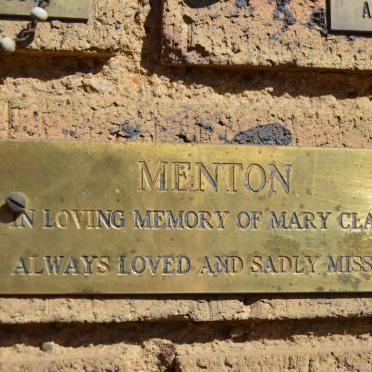 MENTON
IN LOVING MEMORY OF MARY CLA
ALWAYS LOVED AND SADLY MISS